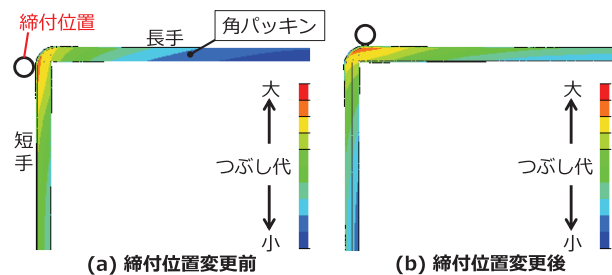 締付位置
長手
角パッキン
短手
大
つぶし代
小
(a) 締付位置変更前
大
つぶし代
小
(b) 締付位置変更後